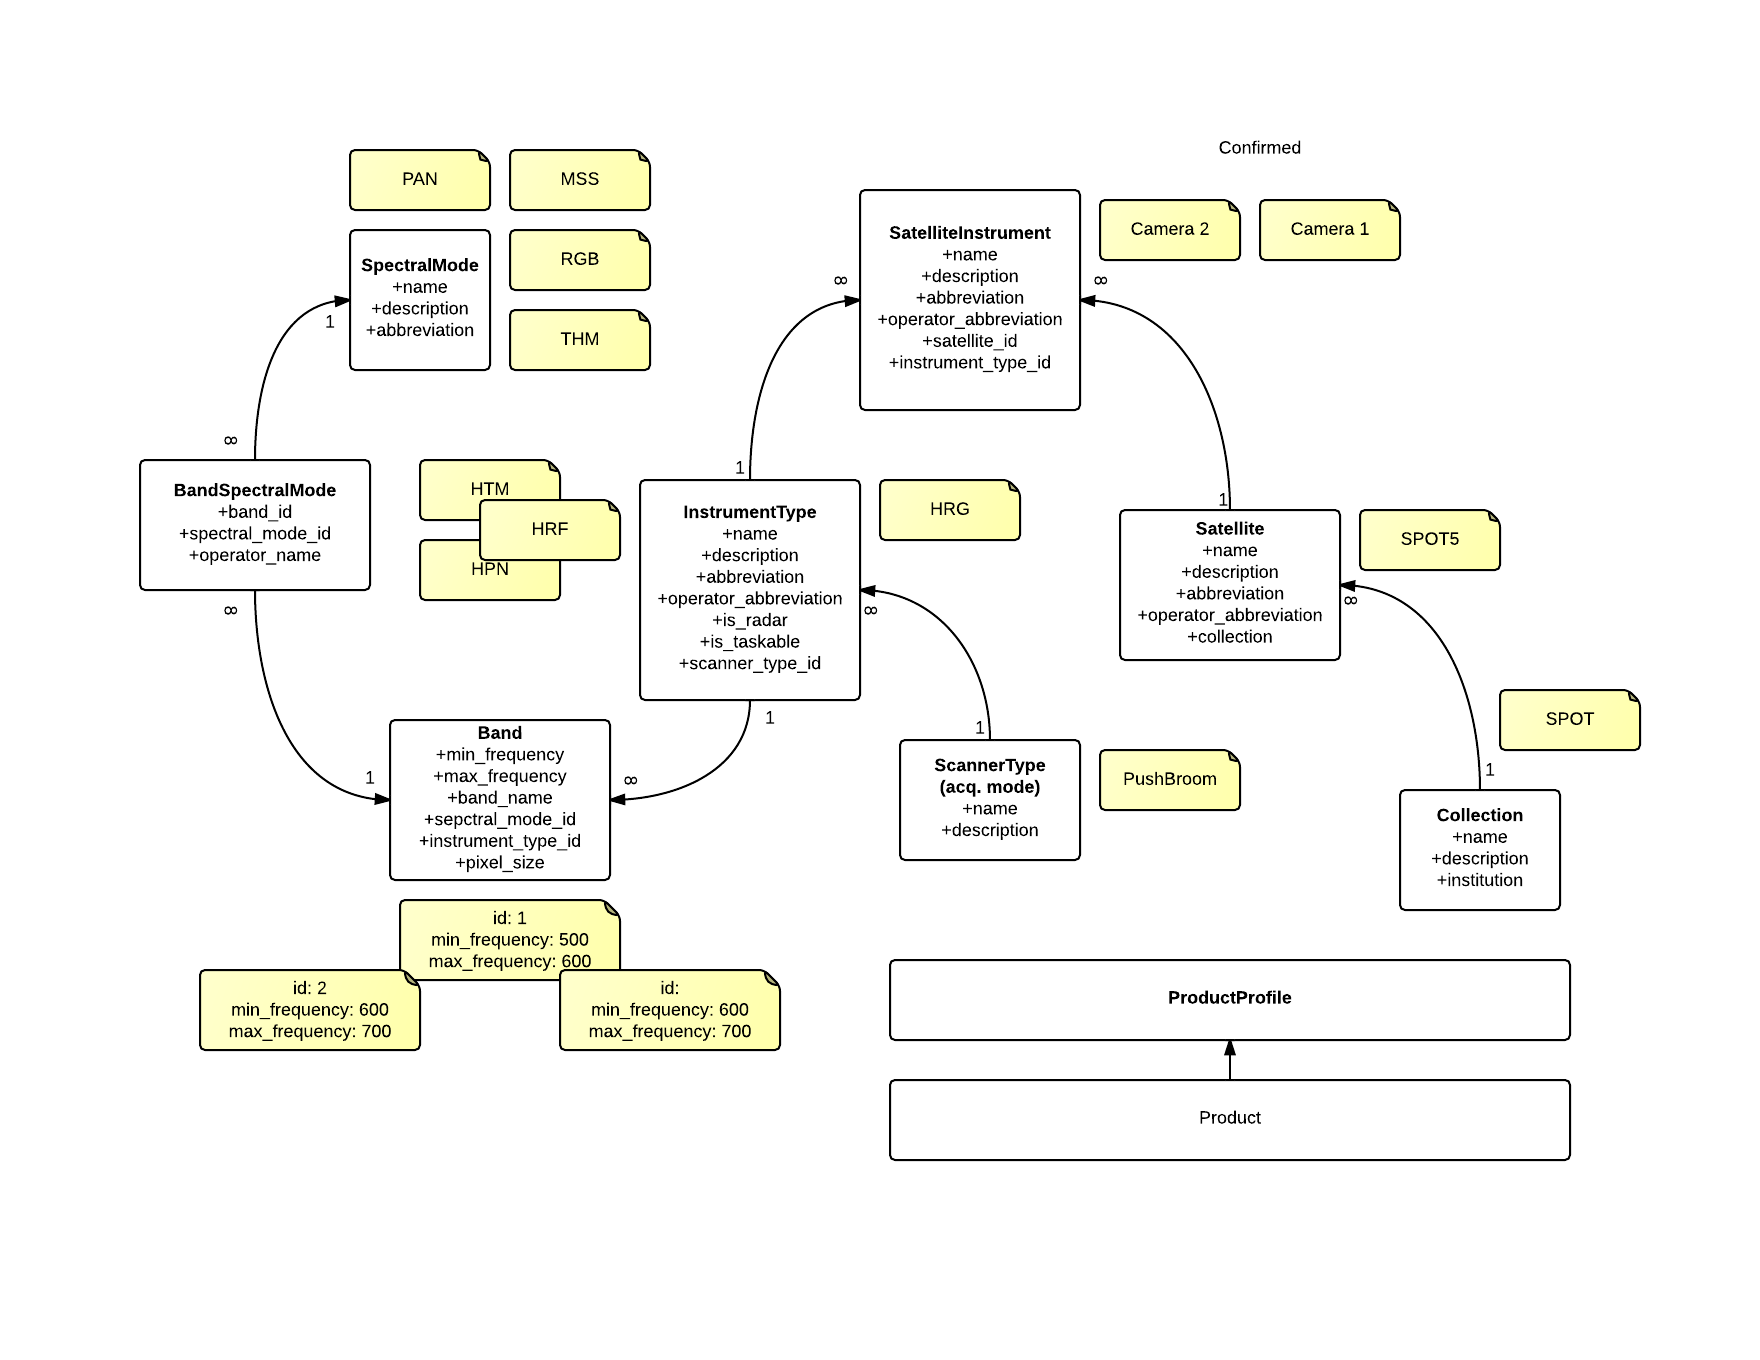 Confirmed
PAN
MSS
SpectralMode
+name
+description
+abbreviation
RGB
THM
1
∞
SatelliteInstrument
+name
+description
+abbreviation
+operator_abbreviation
+satellite_id
+instrument_type_id
Camera 2
Camera 1
∞
∞
BandSpectralMode
+band_id
+spectral_mode_id
+operator_name
∞
HTM
HRF
HPN
1
InstrumentType
+name
+description
+abbreviation
+operator_abbreviation
+is_radar
+is_taskable
+scanner_type_id
HRG
∞
1
1
Satellite
+name
+description
+abbreviation
+operator_abbreviation
+collection
SPOT5
∞
1
Band
+min_frequency
+max_frequency
+band_name
+sepctral_mode_id
+instrument_type_id
+pixel_size
∞
1
ScannerType
(acq. mode)
+name
+description
PushBroom
SPOT
1
Collection
+name
+description
+institution
id: 1
min_frequency: 500
max_frequency: 600
id: 2
min_frequency: 600
max_frequency: 700
id:
min_frequency: 600
max_frequency: 700
ProductProfile
Product